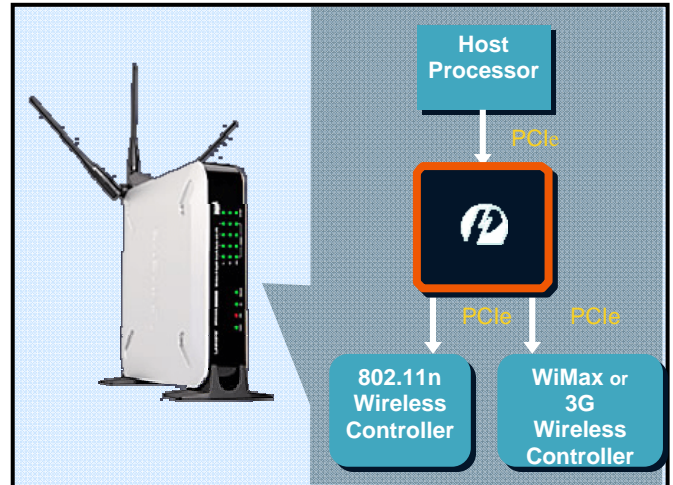 Host
Processor
PCIe
PCIe PCIe
802.11n
Wireless
Controller
WiMax or
3G
Wireless
Controller